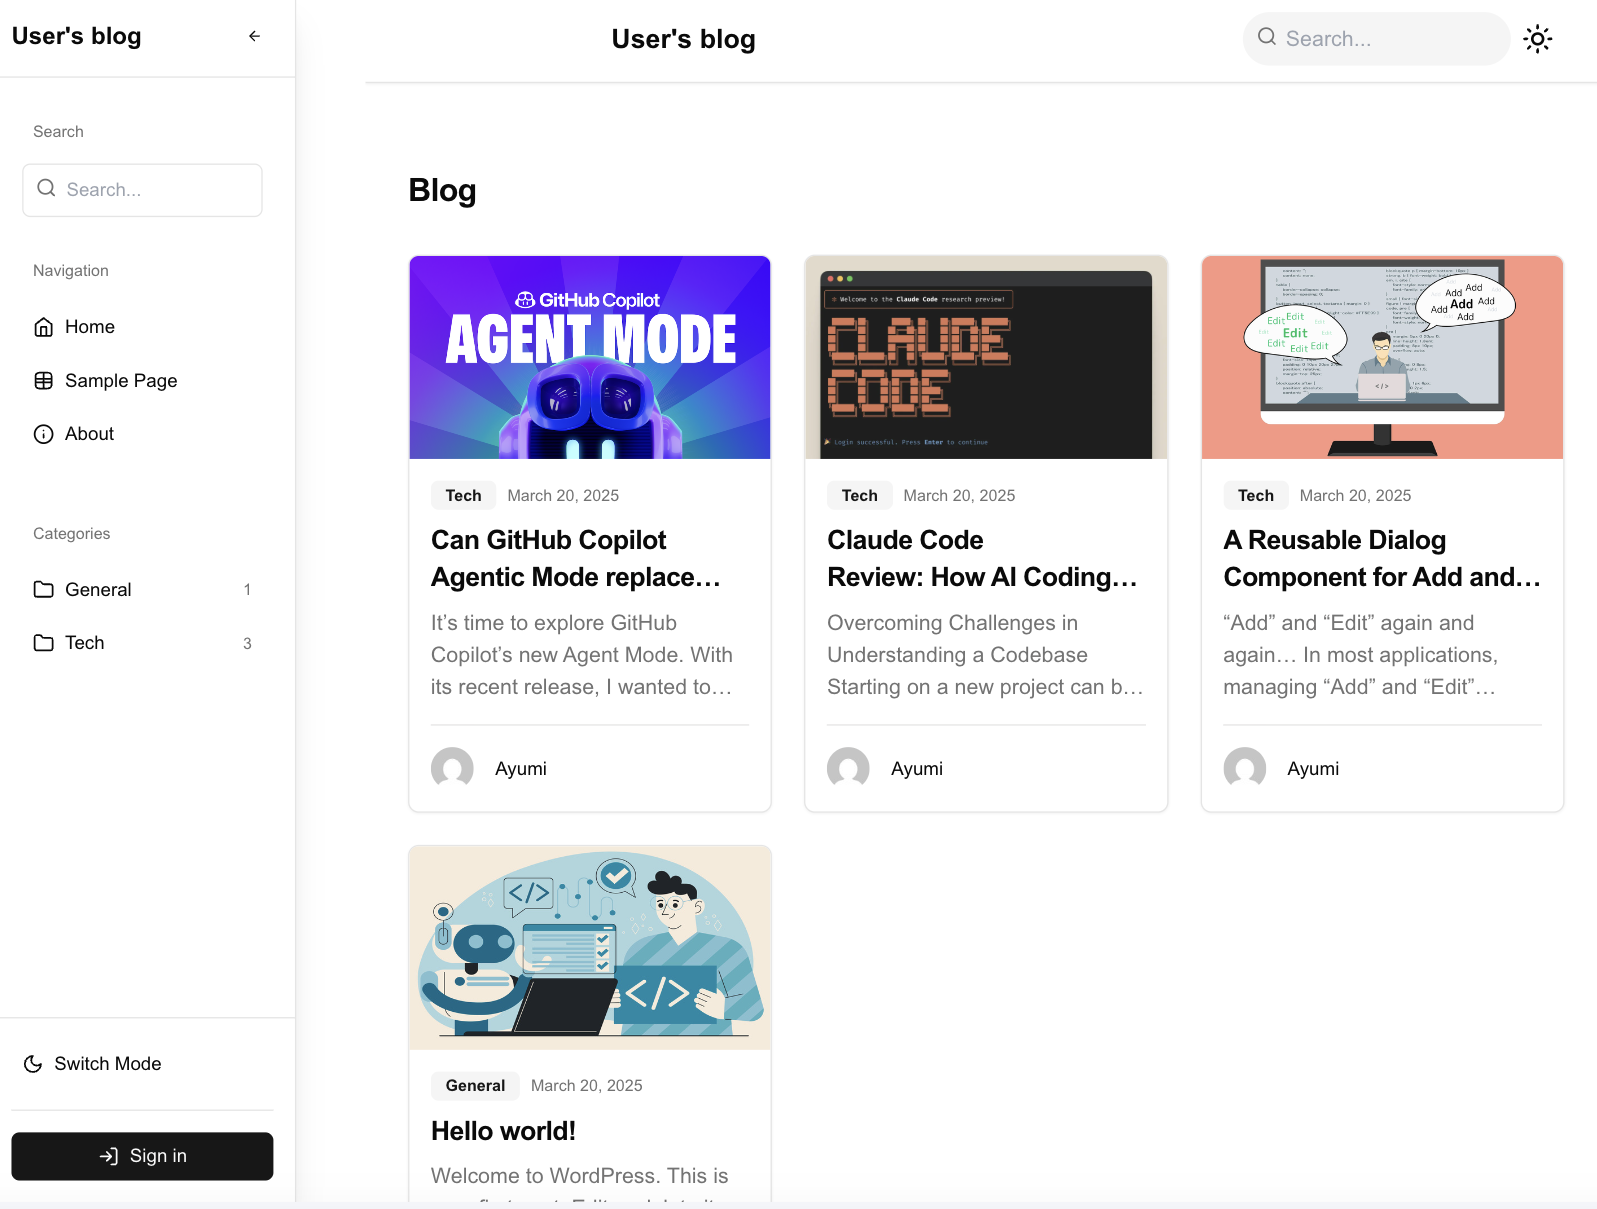 User's blog
Search
Search...
Navigation
Home
Sample Page
About
Categories
General 1
Tech 3
Switch Mode
Sign in
User's blog
Search...
Blog
GitHub Copilot
AGENT MODE
Tech March 20, 2025
Can GitHub Copilot
Agentic Mode replace…
It’s time to explore GitHub
Copilot’s new Agent Mode. With
its recent release, I wanted to…
Ayumi
Welcome to the Claude Code research preview!
CLAUDE
CODE
Login successful. Press Enter to continue
Tech March 20, 2025
Claude Code
Review: How AI Coding…
Overcoming Challenges in
Understanding a Codebase
Starting on a new project can b…
Ayumi
Add Add
Add Add Add
Add
Edit Edit
Edit
Edit Edit Edit
</>
Tech March 20, 2025
A Reusable Dialog
Component for Add and…
“Add” and “Edit” again and
again… In most applications,
managing “Add” and “Edit”…
Ayumi
</>
</>
General March 20, 2025
Hello world!
Welcome to WordPress. This is